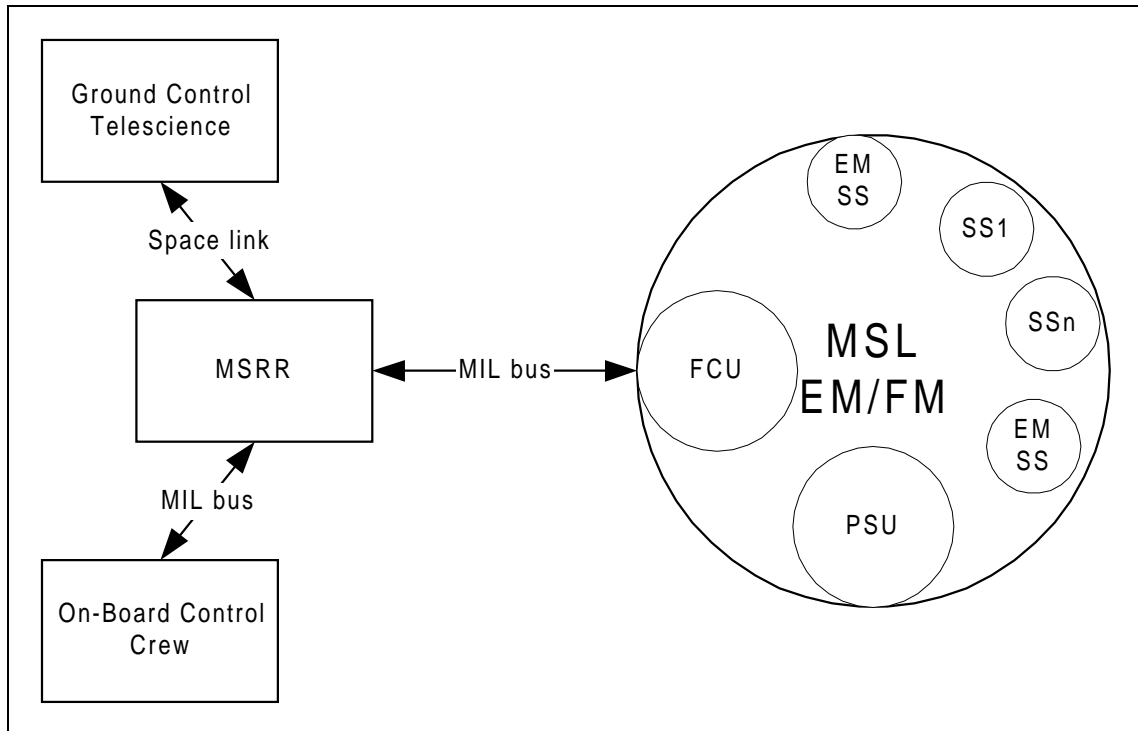 Ground Control
Telescience
Space link
MSRR
MIL bus
On-Board Control
Crew
MIL bus
EM
SS
SS1
SSn
FCU
MSL
EM/FM
EM
SS
PSU